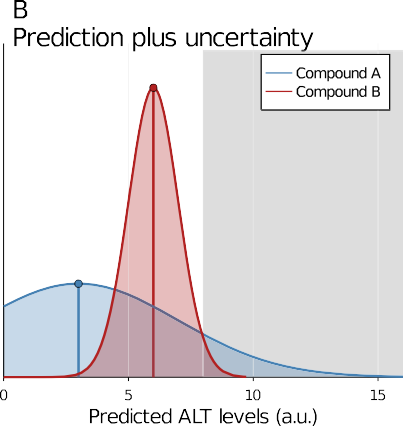 B
Prediction plus uncertainty
Compound A
Compound B
0 5 10 15
Predicted ALT levels (a.u.)